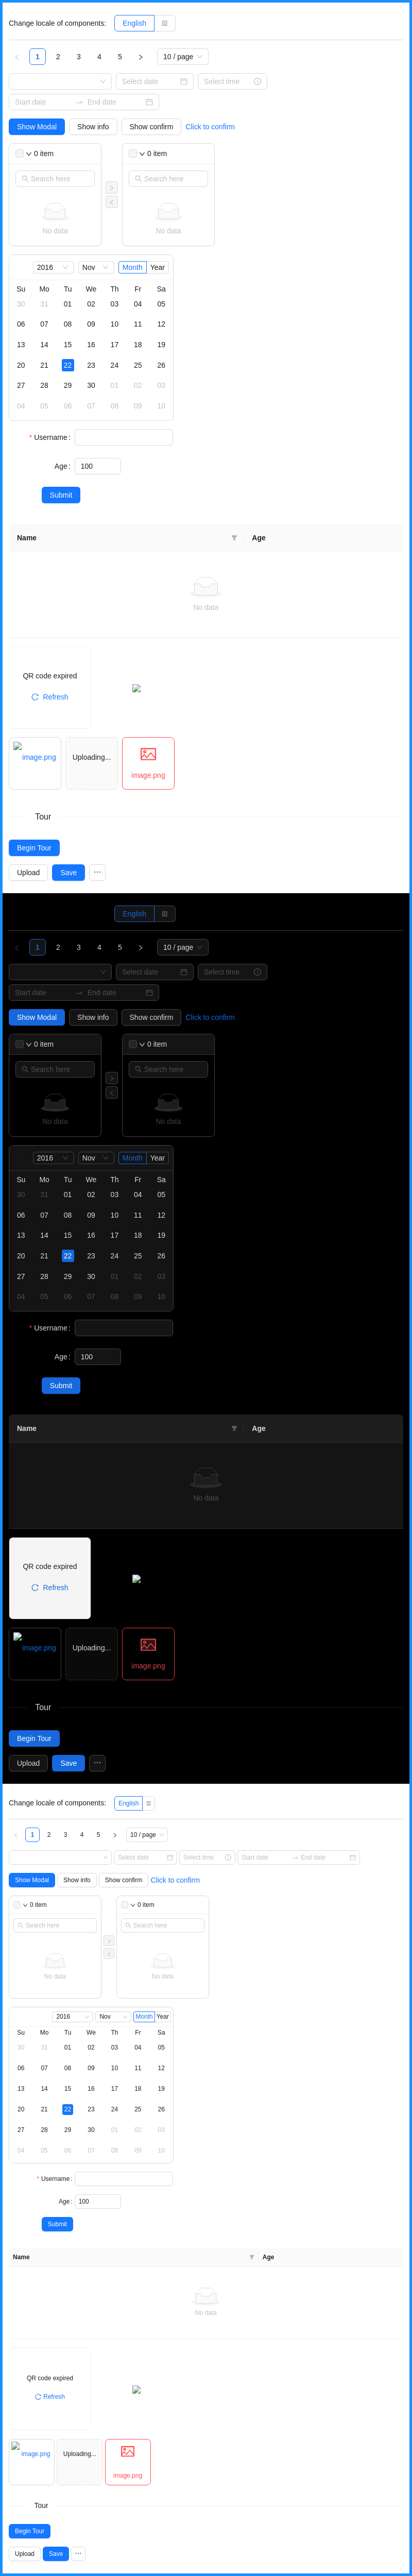 Change locale of components: English
1 2 3 4 5 10 / page
Select date Select time
Start date End date
Show Modal Show info Show confirm Click to confirm
0 item 0 item
Search here Search here
No data No data
2016 Nov Month Year
Su Mo Tu We Th Fr Sa
30 31 01 02 03 04 05
06 07 08 09 10 11 12
13 14 15 16 17 18 19
20 21 22 23 24 25 26
27 28 29 30 01 02 03
04 05 06 07 08 09 10
* Username:
Age: 100
Submit
Name Age
No data
QR code expired
Refresh
image.png Uploading... image.png
Tour
Begin Tour
Upload Save ···
English
1 2 3 4 5 10 / page
Select date Select time
Start date End date
Show Modal Show info Show confirm Click to confirm
0 item 0 item
Search here Search here
No data No data
2016 Nov Month Year
Su Mo Tu We Th Fr Sa
30 31 01 02 03 04 05
06 07 08 09 10 11 12
13 14 15 16 17 18 19
20 21 22 23 24 25 26
27 28 29 30 01 02 03
04 05 06 07 08 09 10
* Username:
Age: 100
Submit
Name Age
No data
QR code expired
Refresh
image.png Uploading... image.png
Tour
Begin Tour
Upload Save ···
Change locale of components: English
1 2 3 4 5 10 / page
Select date Select time Start date End date
Show Modal Show info Show confirm Click to confirm
0 item 0 item
Search here Search here
No data No data
2016 Nov Month Year
Su Mo Tu We Th Fr Sa
30 31 01 02 03 04 05
06 07 08 09 10 11 12
13 14 15 16 17 18 19
20 21 22 23 24 25 26
27 28 29 30 01 02 03
04 05 06 07 08 09 10
* Username:
Age: 100
Submit
Name Age
No data
QR code expired
Refresh
image.png Uploading... image.png
Tour
Begin Tour
Upload Save ···